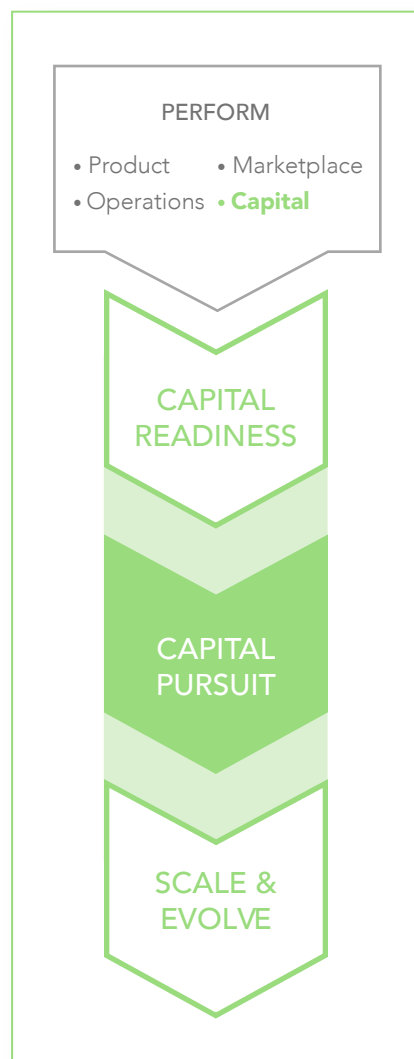 PERFORM
• Product • Marketplace
• Operations • Capital
CAPITAL
READINESS
CAPITAL
PURSUIT
SCALE &
EVOLVE